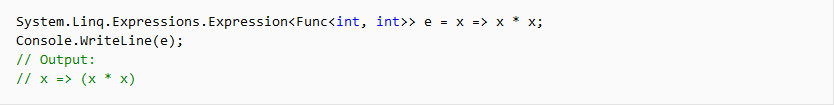 System.Linq.Expressions.Expression<Func<int, int>> e = x => x * x;
Console.WriteLine(e);
// Output:
// x => (x * x)